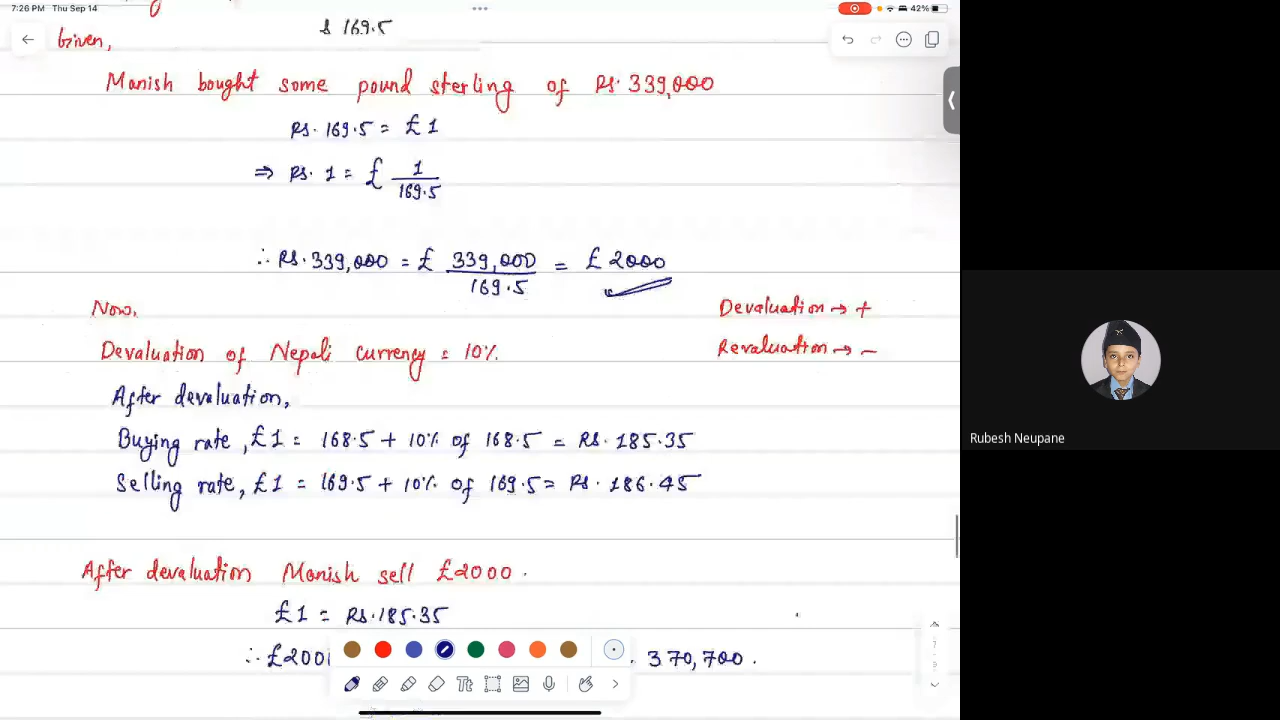 7:26 PM Thu Sep 14
42%
$ 169.5
Given,
Manish bought some pound sterling of Rs. 339,000
Rs. 169.5 = £1
⇒ Rs. 1 = £ 1/169.5
∴ Rs. 339,000 = £ 339,000/169.5 = £ 2000
Now,
Devaluation → +
Revaluation → −
Devaluation of Nepali currency = 10%
After devaluation,
Buying rate, £1 = 168.5 + 10% of 168.5 = Rs. 185.35
Selling rate, £1 = 169.5 + 10% of 169.5 = Rs. 186.45
After devaluation Manish sell £2000.
£1 = Rs. 185.35
∴ £200 . 370,700.
Tt
Rubesh Neupane